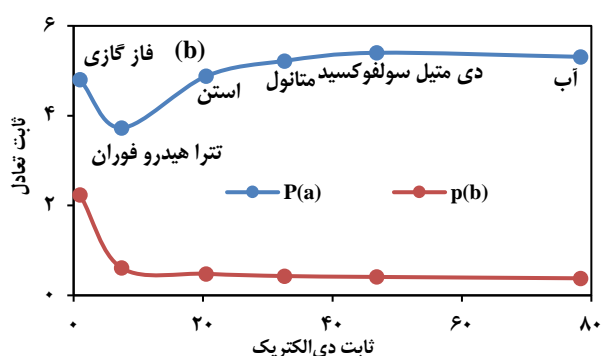 ۶
(b)
فاز گازی
استن
متانول
دی متیل سولفوکسید
آب
۴
تترا هیدرو فوران
ثابت تعادل
۲
P(a)
p(b)
۰
۰
۲۰
۴۰
۶۰
۸۰
ثابت دی‌الکتریک